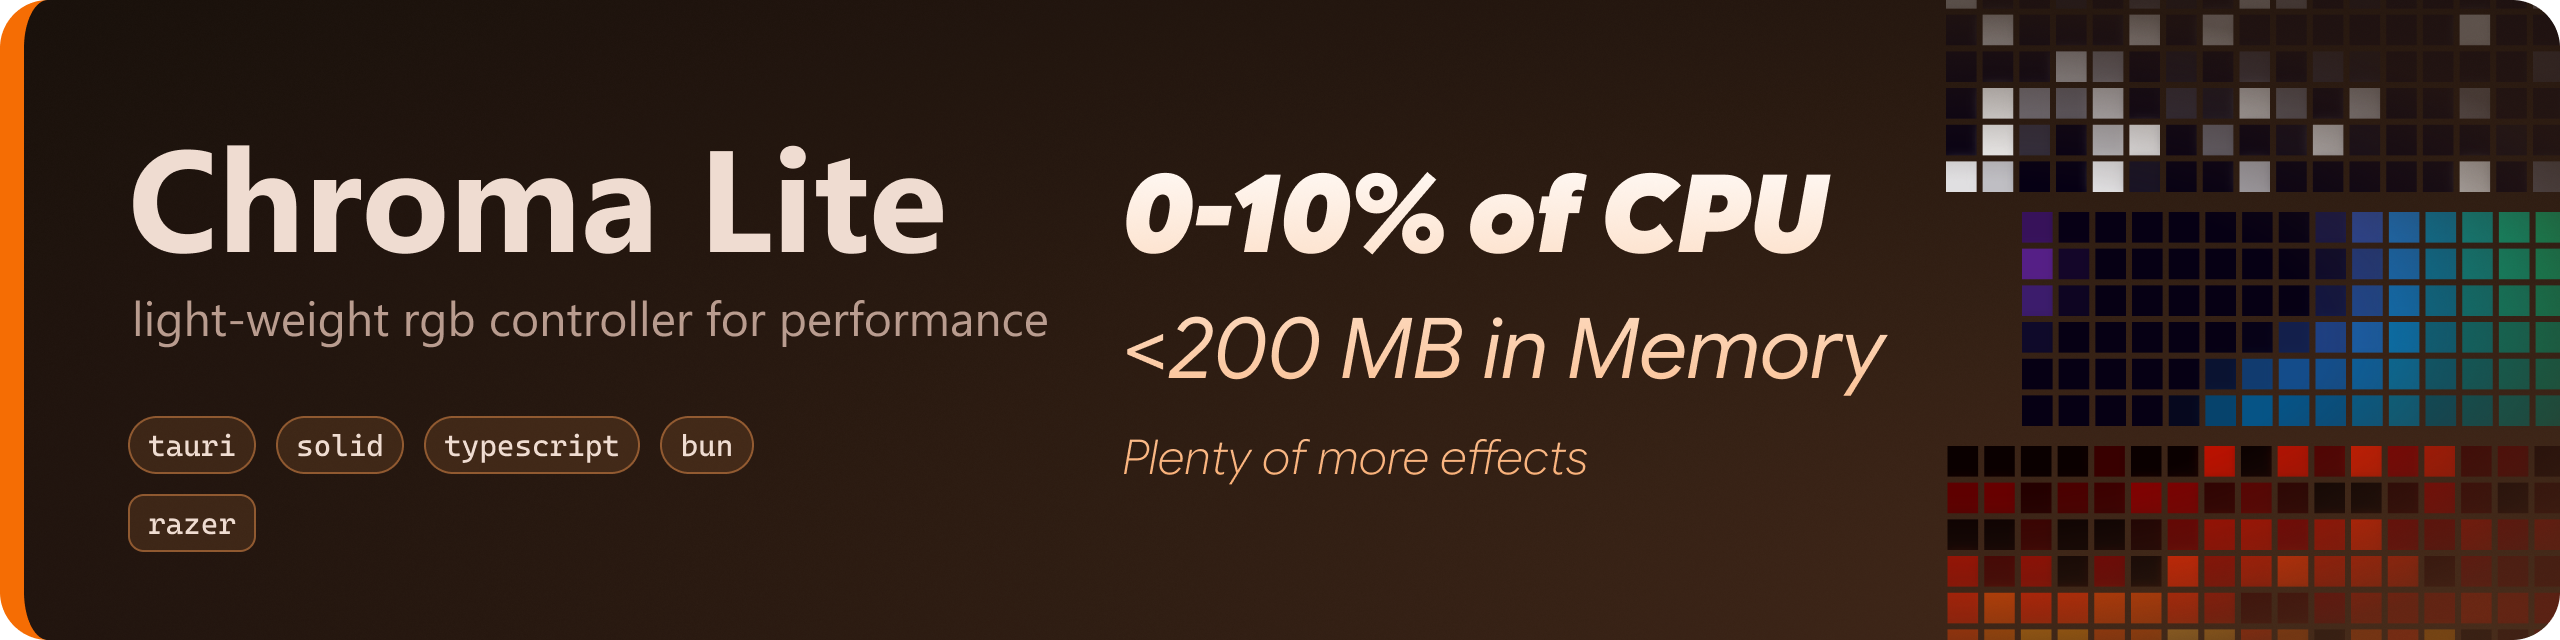 Chroma Lite
light-weight rgb controller for performance
tauri solid typescript bun
razer
0-10% of CPU
<200 MB in Memory
Plenty of more effects